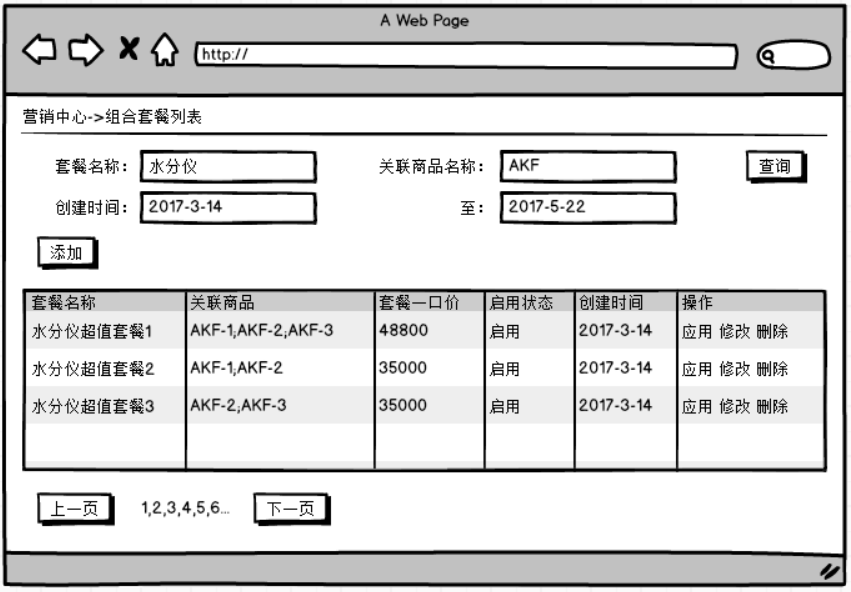 A Web Page
http://
营销中心->组合套餐列表
套餐名称： 水分仪 关联商品名称： AKF 查询
创建时间： 2017-3-14 至： 2017-5-22
添加
套餐名称 关联商品 套餐一口价 启用状态 创建时间 操作
水分仪超值套餐1 AKF-1;AKF-2;AKF-3 48800 启用 2017-3-14 应用 修改 删除
水分仪超值套餐2 AKF-1;AKF-2 35000 启用 2017-3-14 应用 修改 删除
水分仪超值套餐3 AKF-2;AKF-3 35000 启用 2017-3-14 应用 修改 删除
上一页 1,2,3,4,5,6... 下一页